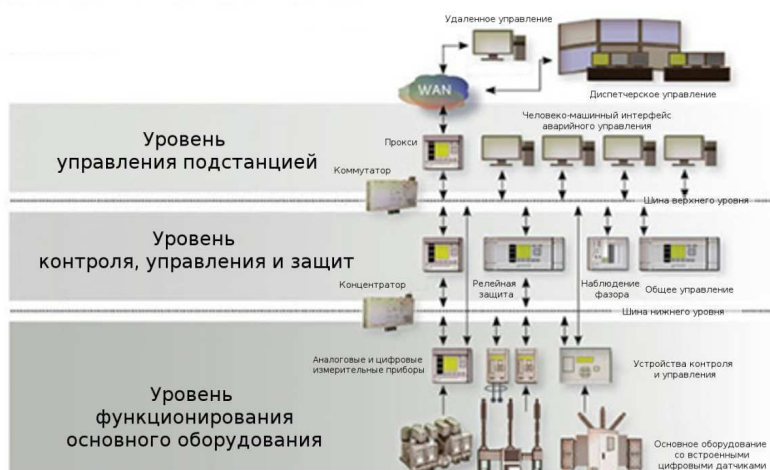 Удаленное управление
WAN
Диспетчерское управление
Человеко-машинный интерфейс
аварийного управления
Уровень
управления подстанцией
Прокси
Коммутатор
Шина верхнего уровня
Уровень
контроля, управления и защит
Концентратор
Релейная
защита
Наблюдение
фазора
Общее управление
Шина нижнего уровня
Аналоговые и цифровые
измерительные приборы
Устройства контроля
и управления
Уровень
функционирования
основного оборудования
Основное оборудование
со встроенными
цифровыми датчиками